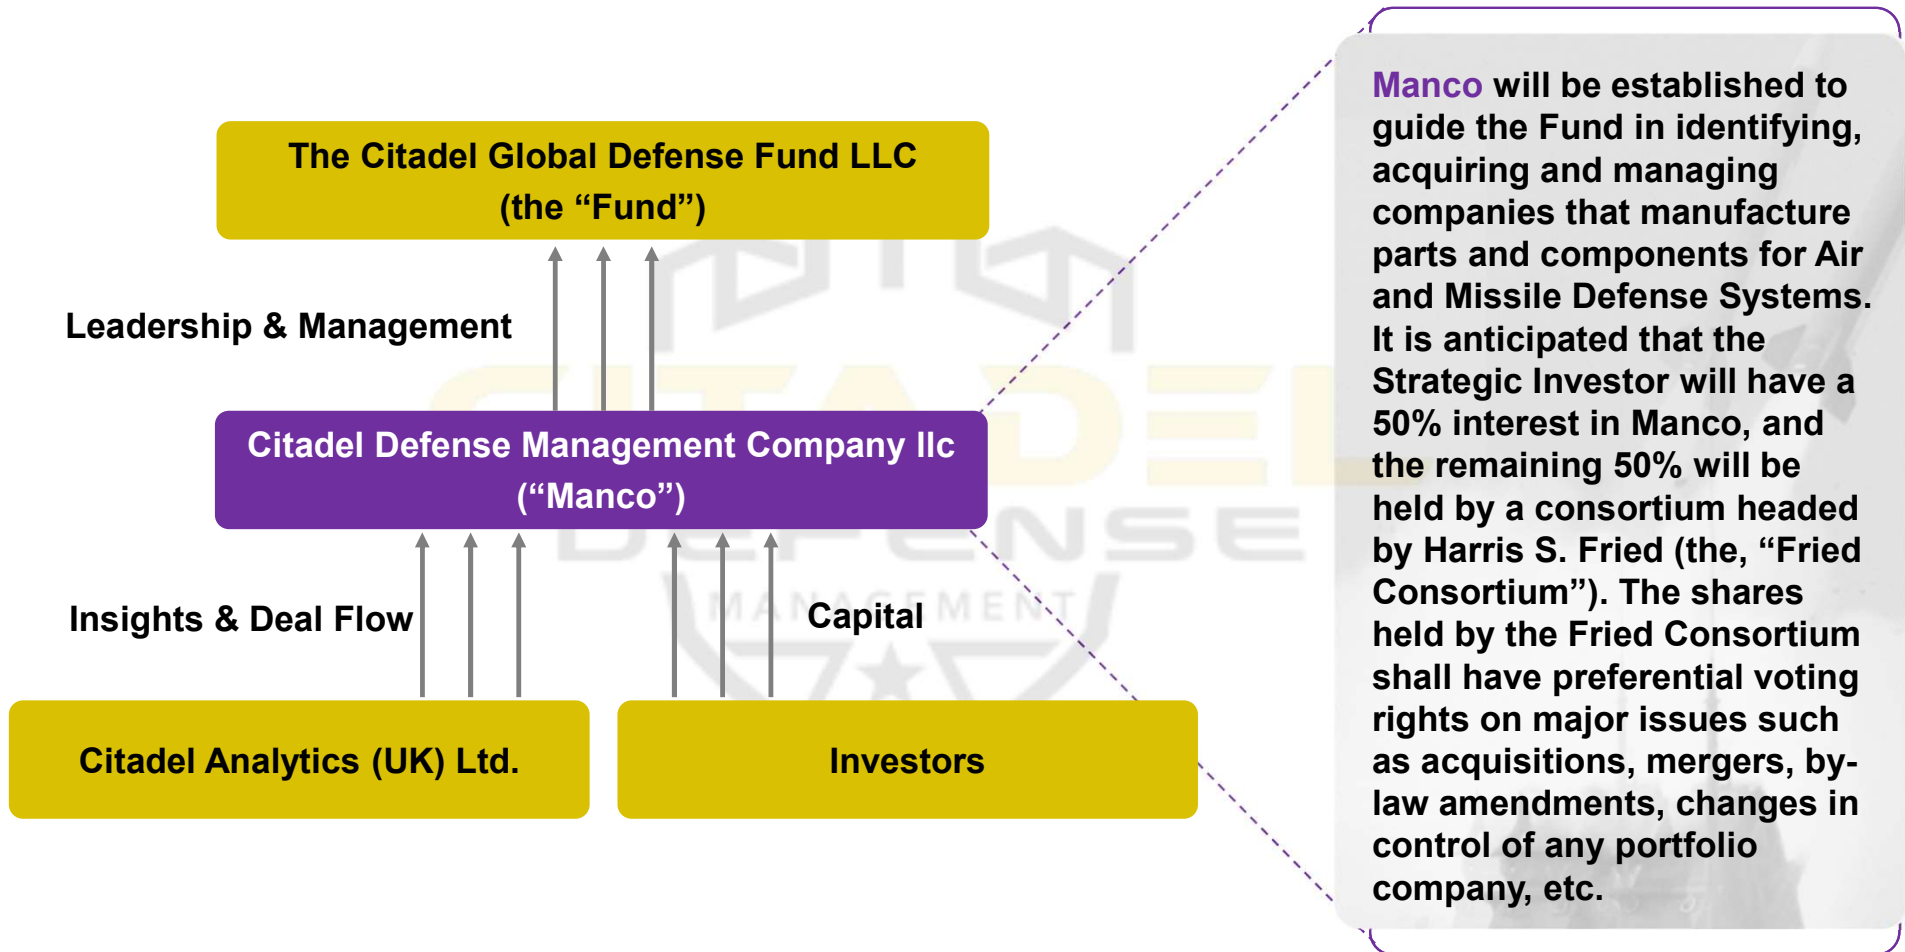 The Citadel Global Defense Fund LLC
(the “Fund”)
Leadership & Management
Citadel Defense Management Company llc
(“Manco”)
Insights & Deal Flow
Capital
Citadel Analytics (UK) Ltd.
Investors
Manco will be established to
guide the Fund in identifying,
acquiring and managing
companies that manufacture
parts and components for Air
and Missile Defense Systems.
It is anticipated that the
Strategic Investor will have a
50% interest in Manco, and
the remaining 50% will be
held by a consortium headed
by Harris S. Fried (the, “Fried
Consortium”). The shares
held by the Fried Consortium
shall have preferential voting
rights on major issues such
as acquisitions, mergers, by-
law amendments, changes in
control of any portfolio
company, etc.
CITADEL
DEFENSE
MANAGEMENT